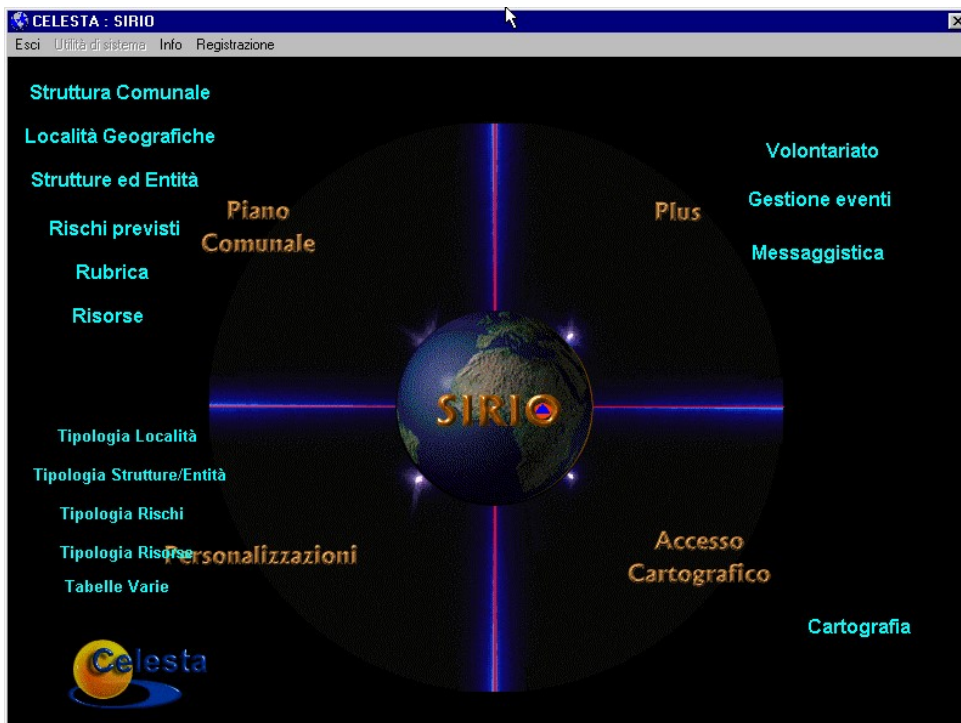 CELESTA : SIRIO
Esci Utilità di sistema Info Registrazione
Struttura Comunale
Località Geografiche
Strutture ed Entità
Rischi previsti
Rubrica
Risorse
Piano
Comunale
Plus
Volontariato
Gestione eventi
Messaggistica
SIRIO
Tipologia Località
Tipologia Strutture/Entità
Tipologia Rischi
Tipologia Risorse
Tabelle Varie
Personalizzazioni
Accesso
Cartografico
Cartografia
Celesta